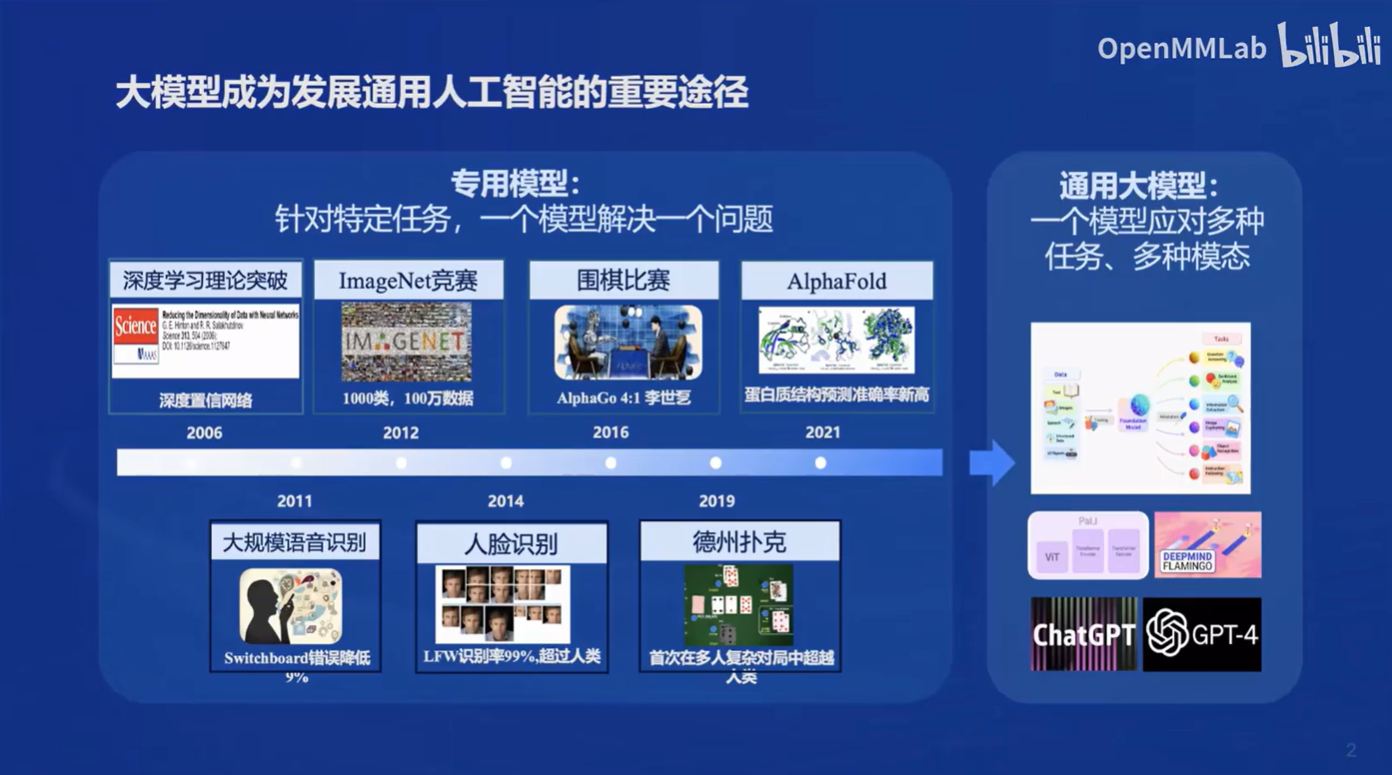 OpenMMLab bilibili
大模型成为发展通用人工智能的重要途径
专用模型：
针对特定任务，一个模型解决一个问题
深度学习理论突破
Science
AAAS
Reducing the Dimensionality of Data with Neural Networks
G. E. Hinton and R. R. Salakhutdinov
Science 313, 504 (2006);
DOI: 10.1126/science.1127647
深度置信网络
ImageNet竞赛
IMAGENET
1000类，100万数据
围棋比赛
AlphaGo 4:1 李世乭
AlphaFold
蛋白质结构预测准确率新高
2006
2012
2016
2021
2011
2014
2019
大规模语音识别
Switchboard错误降低
9%
人脸识别
LFW识别率99%,超过人类
德州扑克
首次在多人复杂对局中超越
人类
通用大模型：
一个模型应对多种
任务、多种模态
Data
Text
Images
Speech
Training
Foundation
Model
Adaptation
Tasks
Question
Answering
Sentiment
Analysis
Information
Extraction
Image
Captioning
Object
Recognition
Instruction
Following
PaLI
ViT
Transformer
Encoder
Transformer
Decoder
DEEPMIND
FLAMINGO
ChatGPT
GPT-4
2